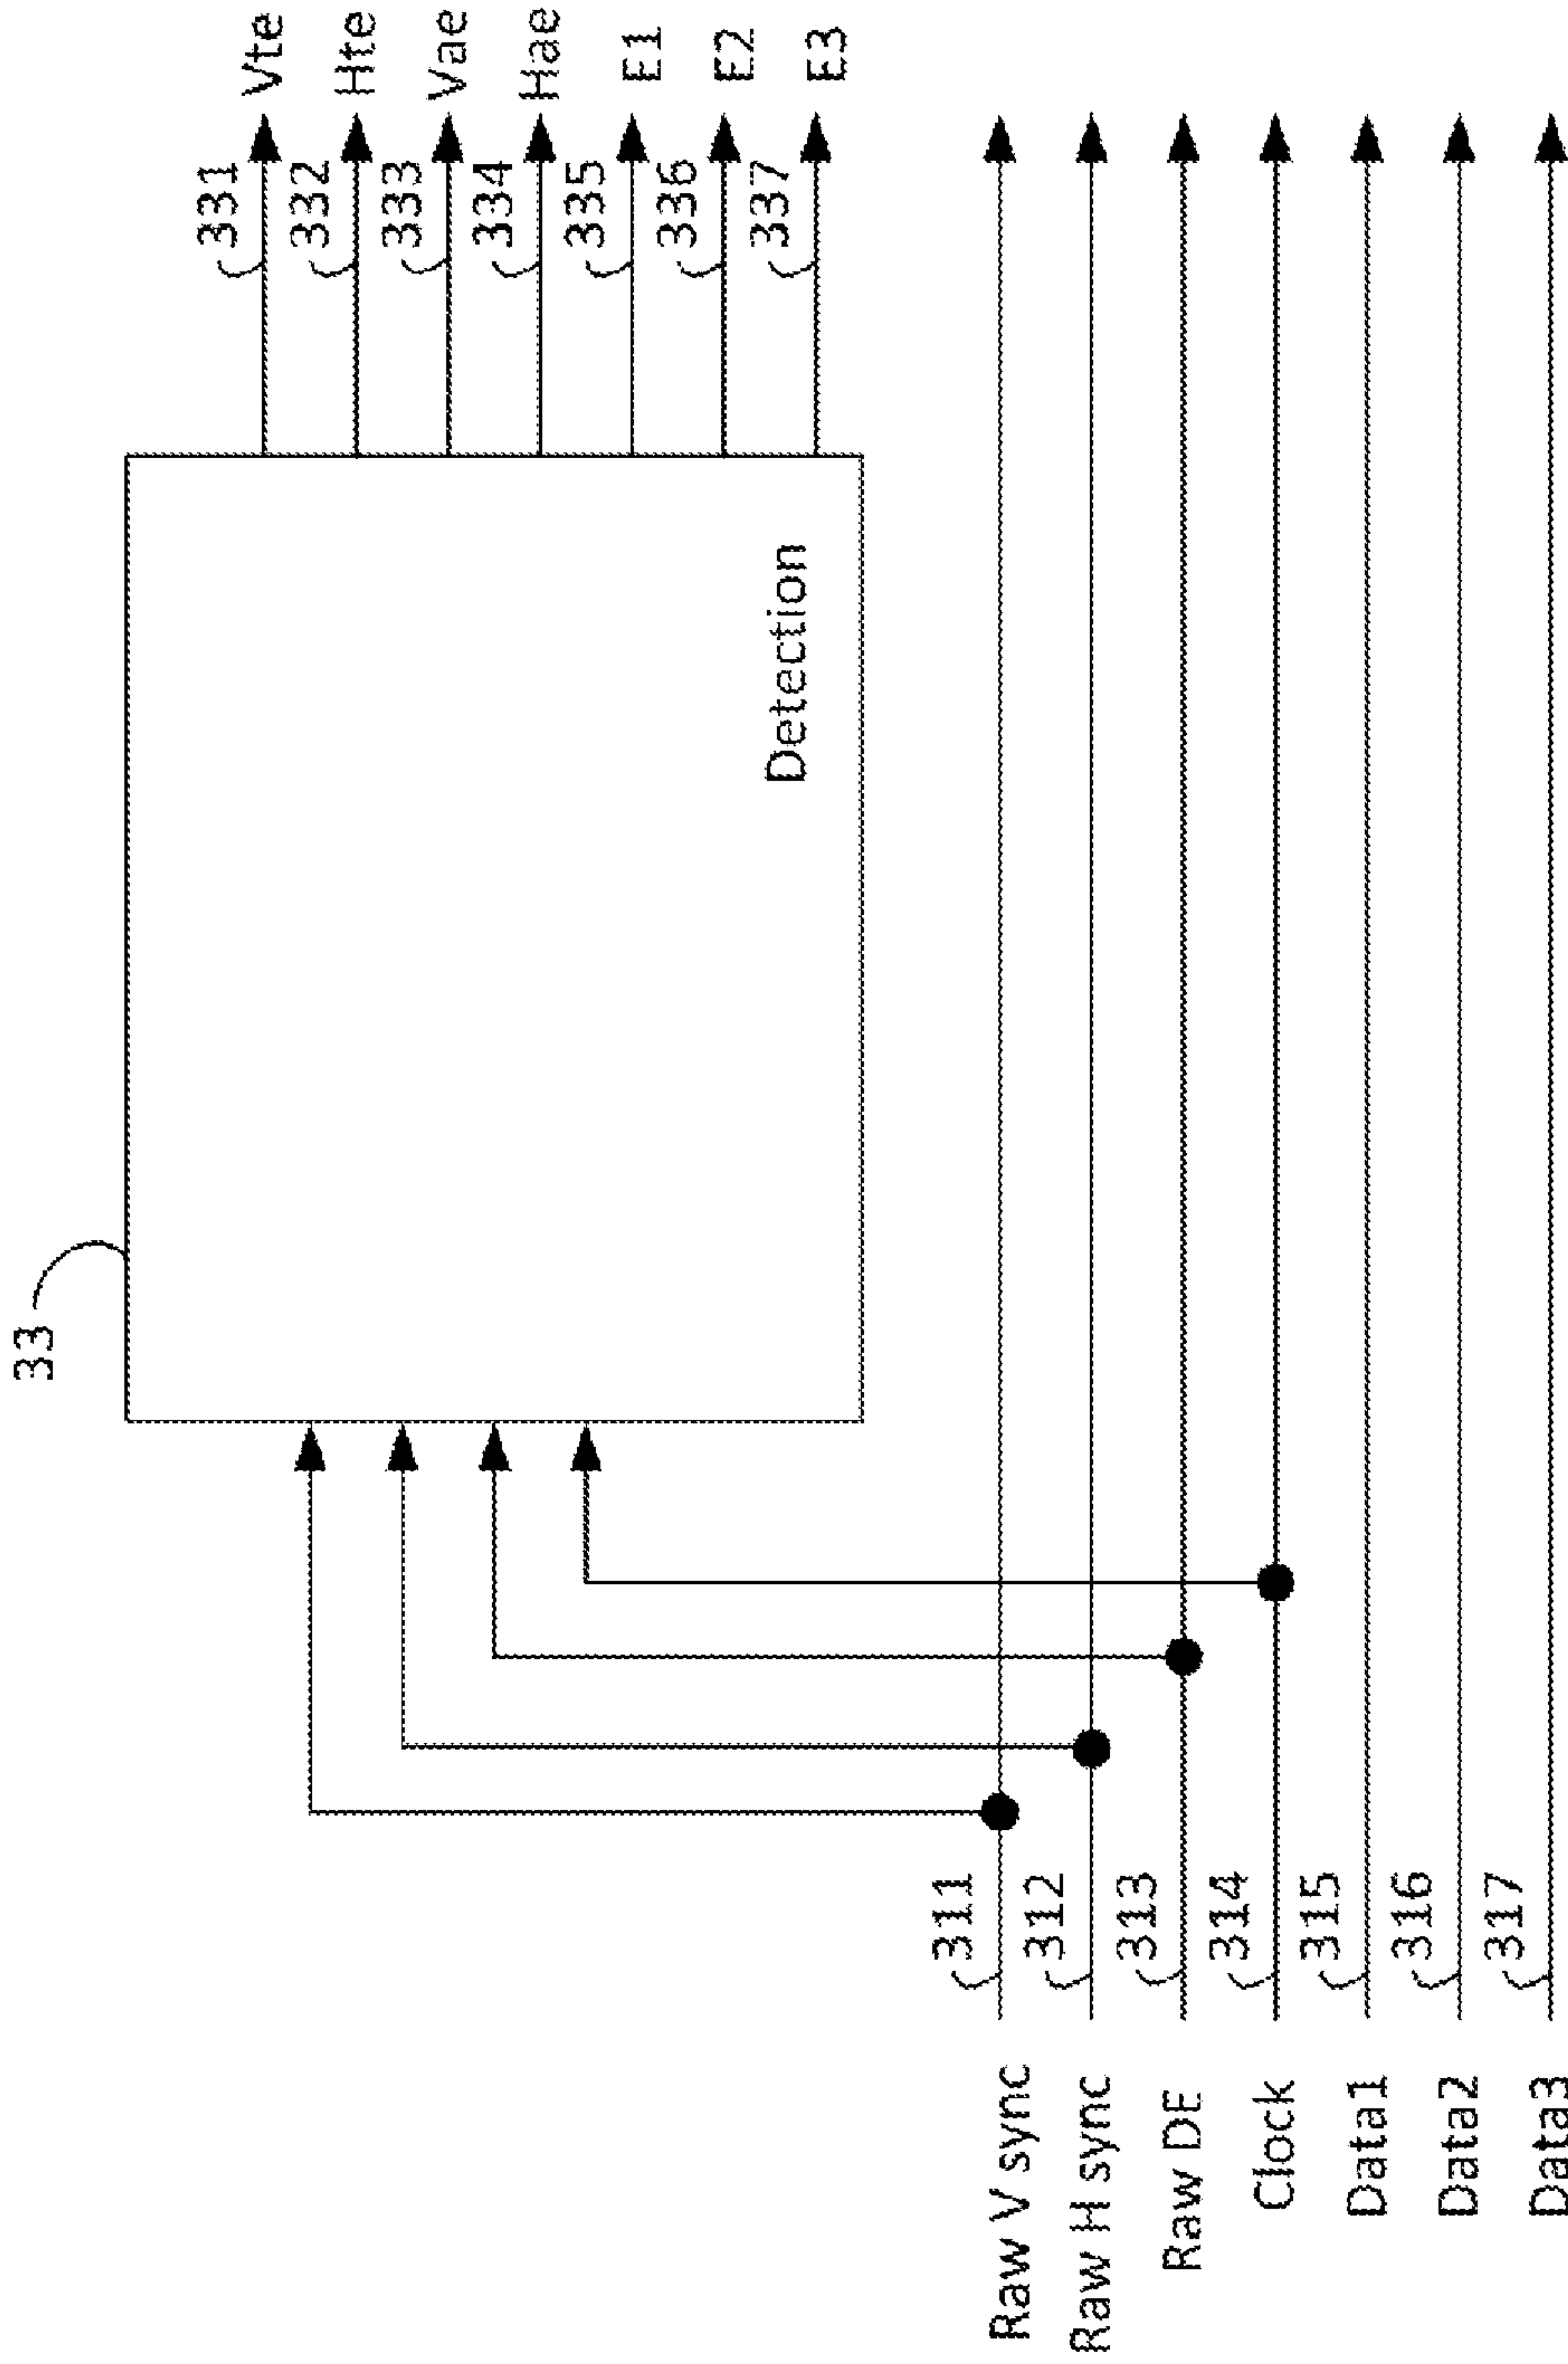 33
Detection
331
Vte
332
Hte
333
Vae
334
Hae
335
E1
336
E2
337
E3
Raw V sync
311
Raw H sync
312
Raw DE
313
Clock
314
Data1
315
Data2
316
Data3
317